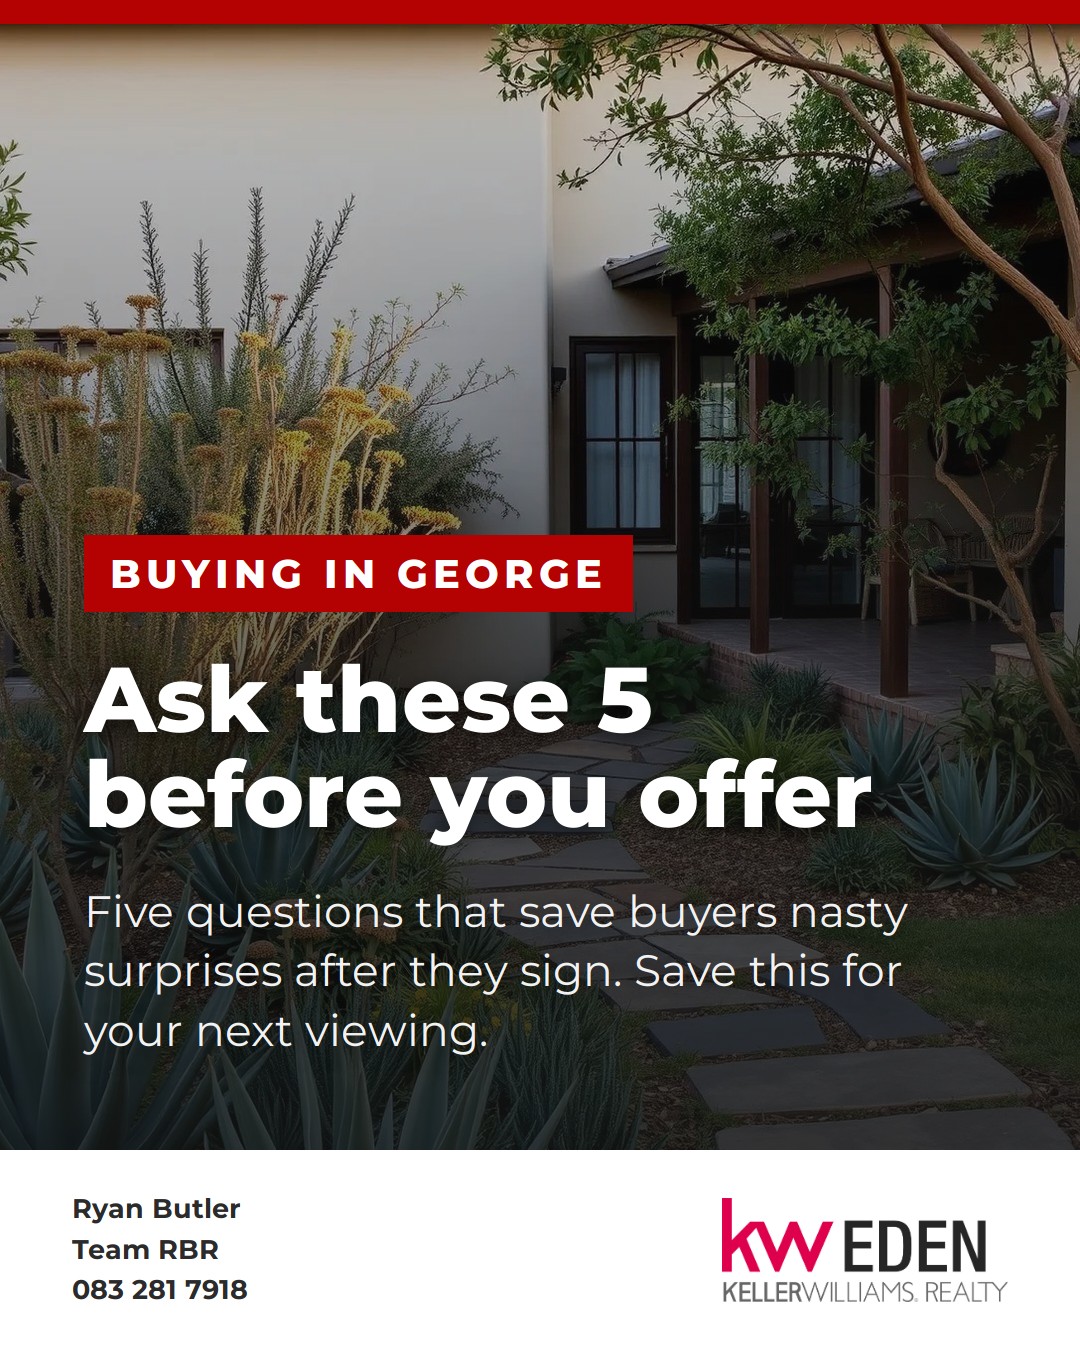 BUYING IN GEORGE
Ask these 5
before you offer
Five questions that save buyers nasty
surprises after they sign. Save this for
your next viewing.
Ryan Butler
Team RBR
083 281 7918
kw EDEN
KELLERWILLIAMS. REALTY